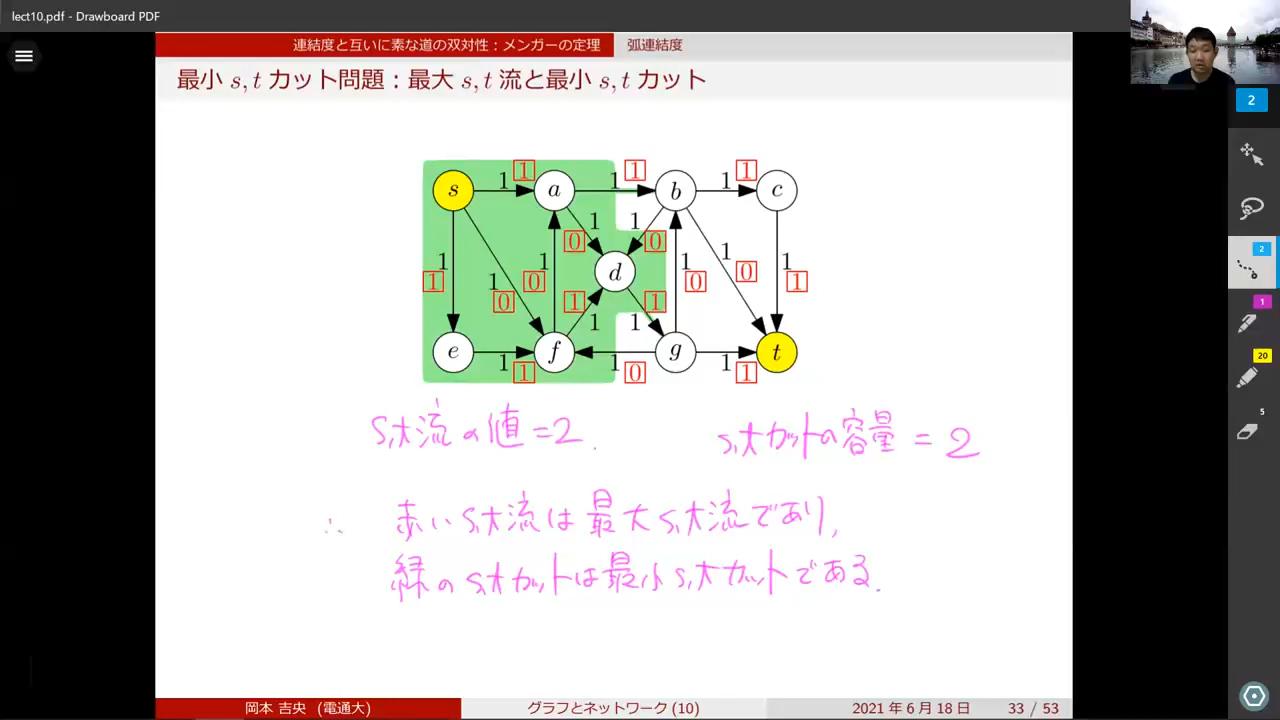 lect10.pdf - Drawboard PDF
連結度と互いに素な道の双対性：メンガーの定理 弧連結度
最小 s, t カット問題：最大 s, t 流と最小 s, t カット
2
1 1 1 1 1 1
s a b c
1 1
0 0
2
d
1 1 1 1 1 1
1 0 0 0 0 1
1 1
1 1
1
e f g t
1 1 1
1 0 1
20
s,t流の値=2. s,tカットの容量=2
5
∴ 赤い s,t流は最大s,t流であり,
緑の s,tカットは最小s,tカットである.
岡本 吉央 (電通大) グラフとネットワーク (10) 2021 年 6 月 18 日 33 / 53